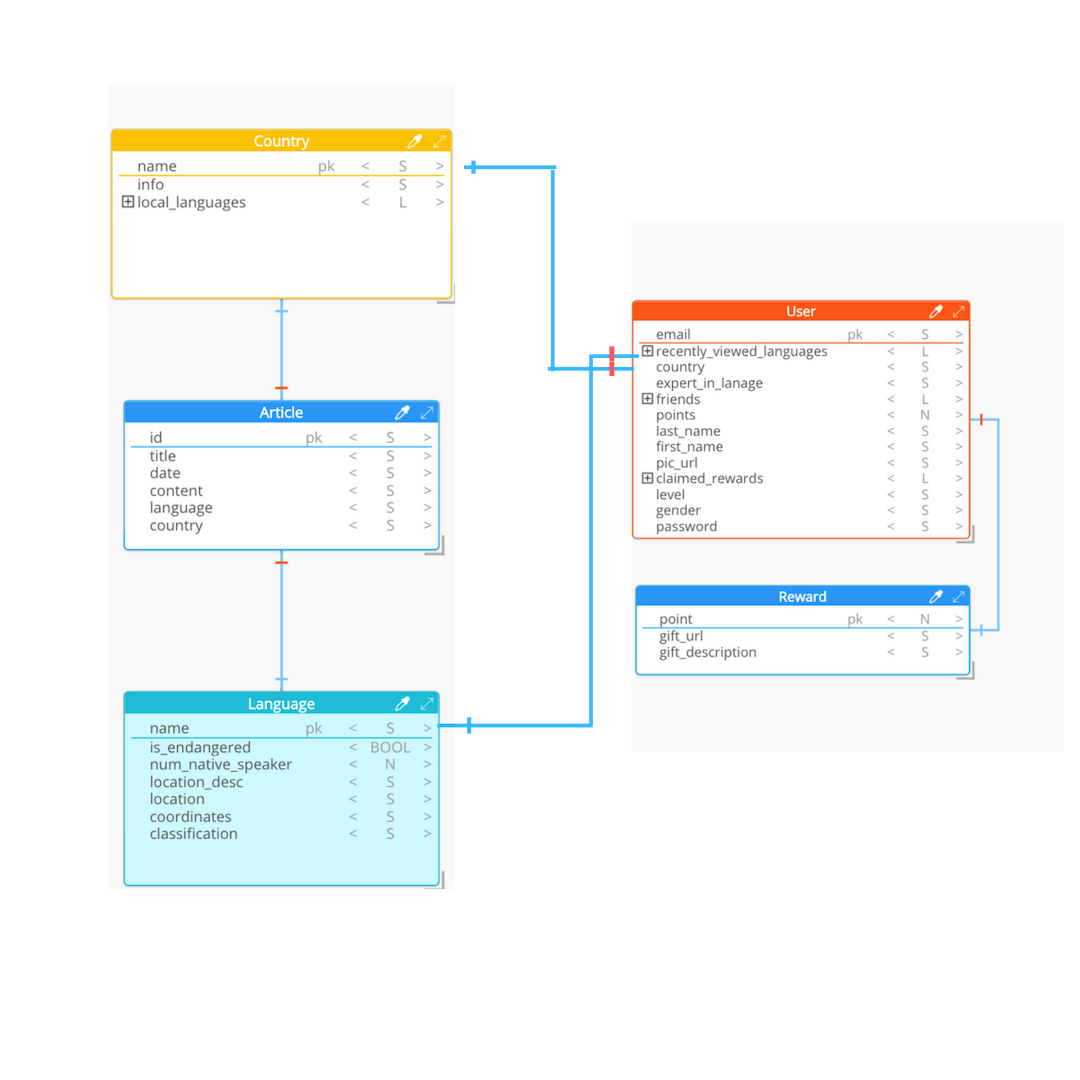 Country
name pk < S >
info < S >
local_languages < L >
Article
id pk < S >
title < S >
date < S >
content < S >
language < S >
country < S >
Language
name pk < S >
is_endangered < BOOL >
num_native_speaker < N >
location_desc < S >
location < S >
coordinates < S >
classification < S >
User
email pk < S >
recently_viewed_languages < L >
country < S >
expert_in_lanage < S >
friends < L >
points < N >
last_name < S >
first_name < S >
pic_url < S >
claimed_rewards < L >
level < S >
gender < S >
password < S >
Reward
point pk < N >
gift_url < S >
gift_description < S >